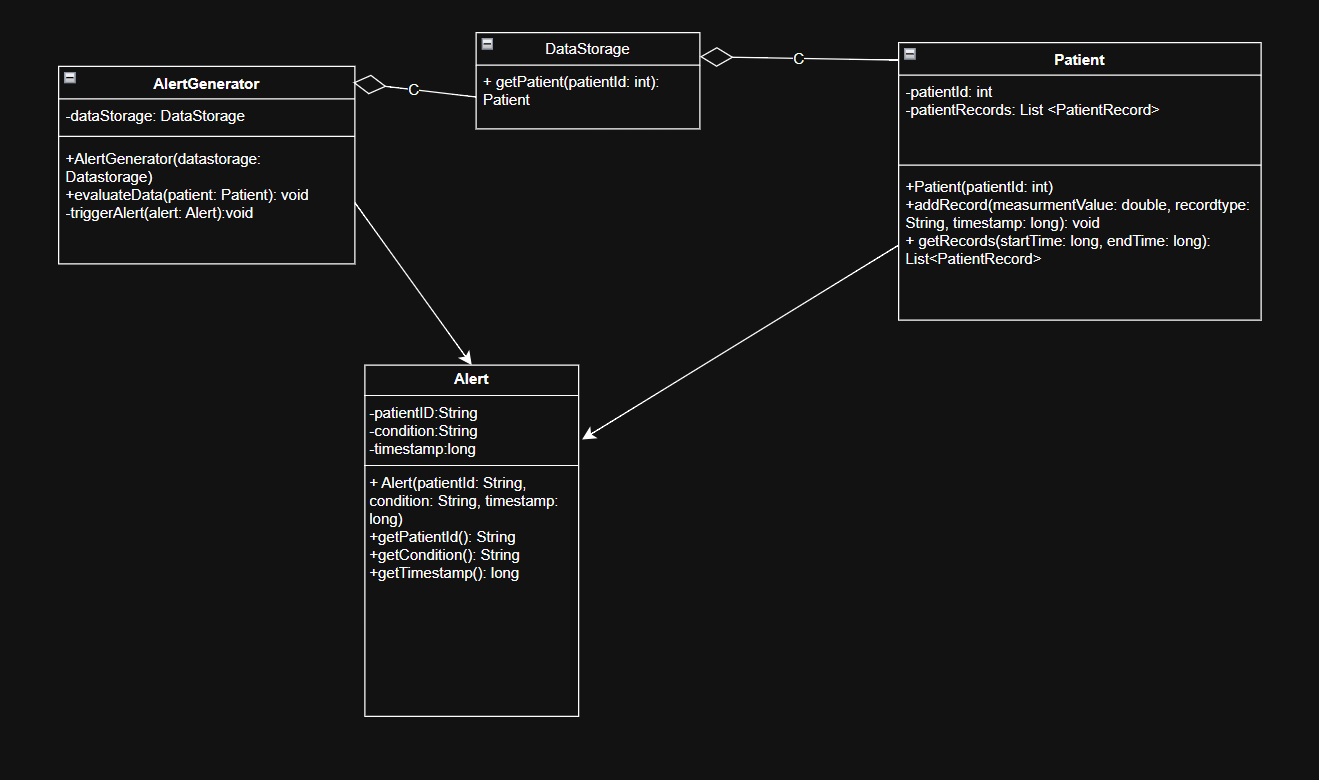 AlertGenerator
-dataStorage: DataStorage
+AlertGenerator(datastorage:
Datastorage)
+evaluateData(patient: Patient): void
-triggerAlert(alert: Alert):void
C
DataStorage
+ getPatient(patientId: int):
Patient
C
Patient
-patientId: int
-patientRecords: List <PatientRecord>
+Patient(patientId: int)
+addRecord(measurmentValue: double, recordtype:
String, timestamp: long): void
+ getRecords(startTime: long, endTime: long):
List<PatientRecord>
Alert
-patientID:String
-condition:String
-timestamp:long
+ Alert(patientId: String,
condition: String, timestamp:
long)
+getPatientId(): String
+getCondition(): String
+getTimestamp(): long